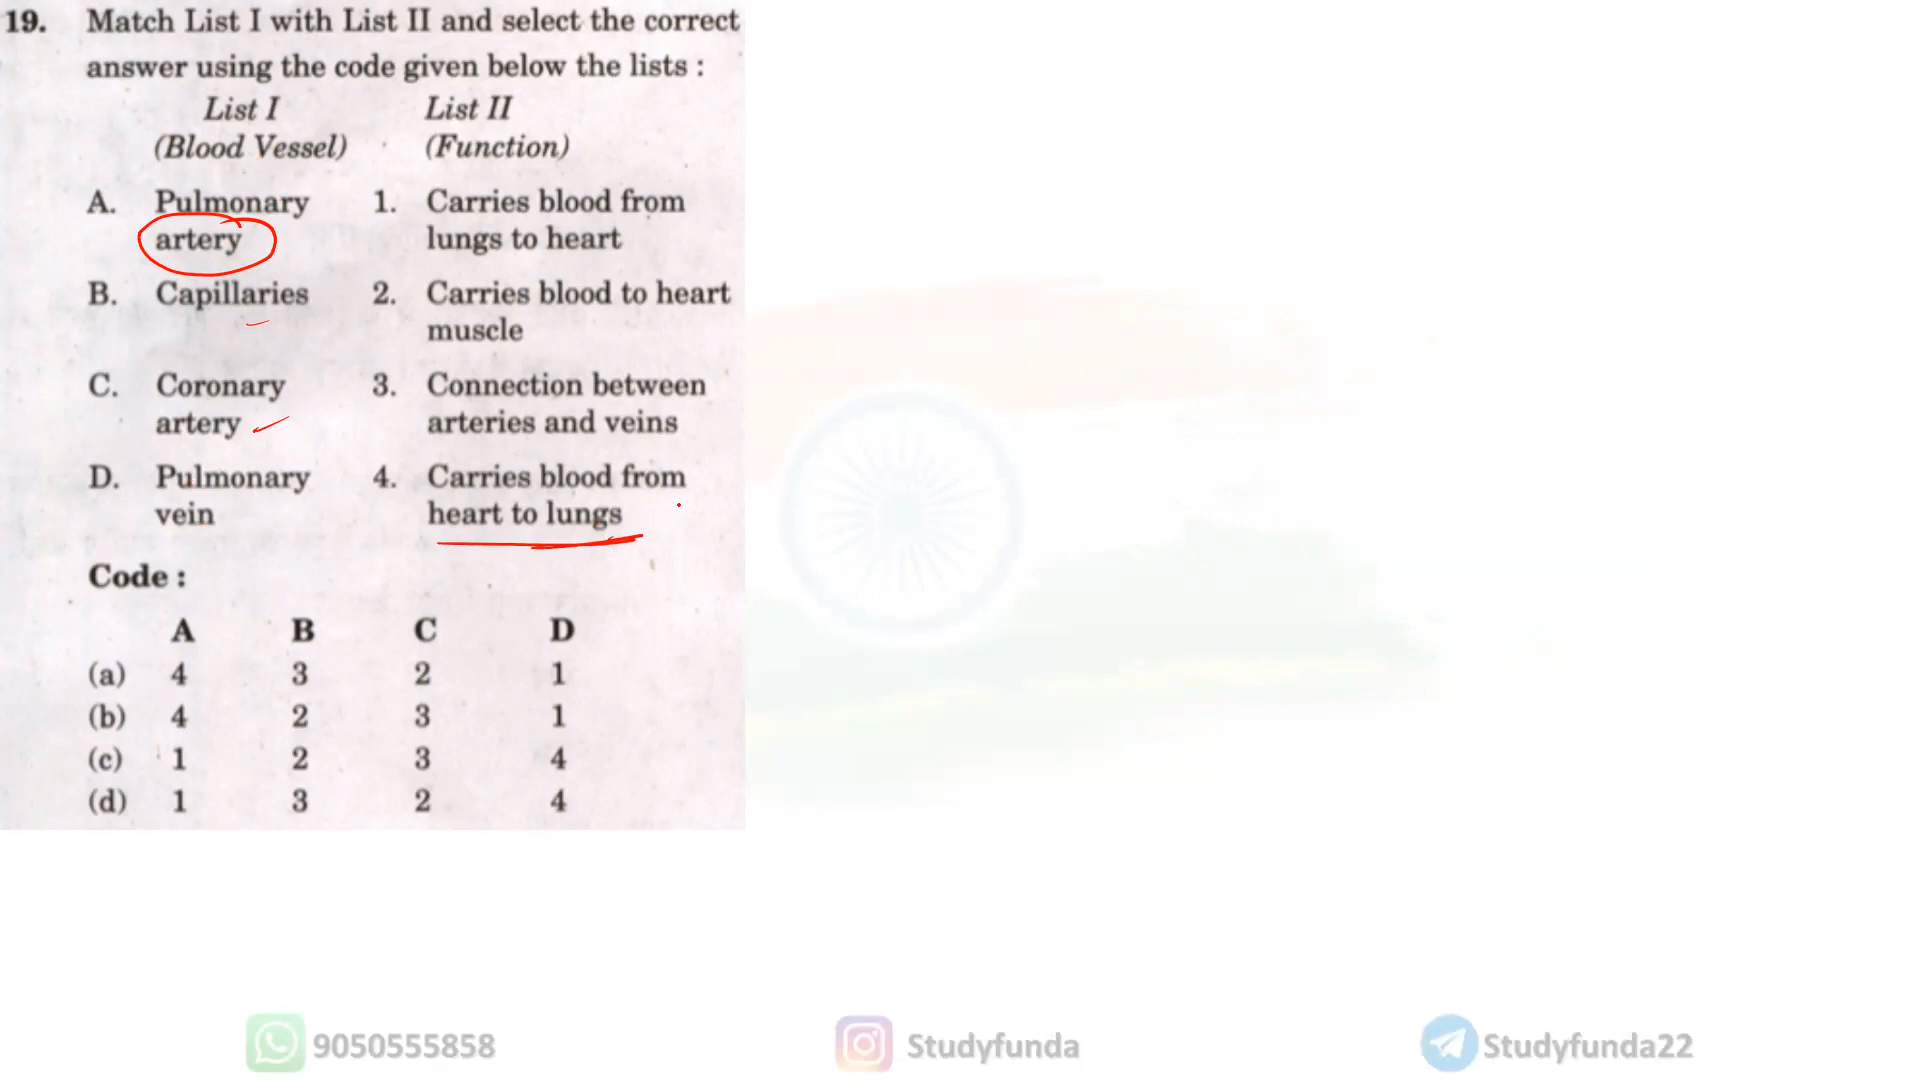 19. Match List I with List II and select the correct
answer using the code given below the lists :
List I List II
(Blood Vessel) (Function)
A. Pulmonary 1. Carries blood from
artery lungs to heart
B. Capillaries 2. Carries blood to heart
muscle
C. Coronary 3. Connection between
artery arteries and veins
D. Pulmonary 4. Carries blood from
vein heart to lungs
Code :
A B C D
(a) 4 3 2 1
(b) 4 2 3 1
(c) 1 2 3 4
(d) 1 3 2 4
9050555858 Studyfunda Studyfunda22